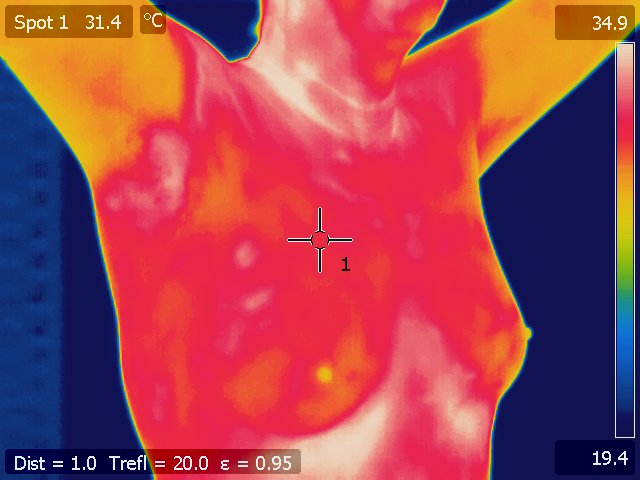 Spot 1 31.4 °C
34.9
1
19.4
Dist = 1.0 Trefl = 20.0 ε = 0.95